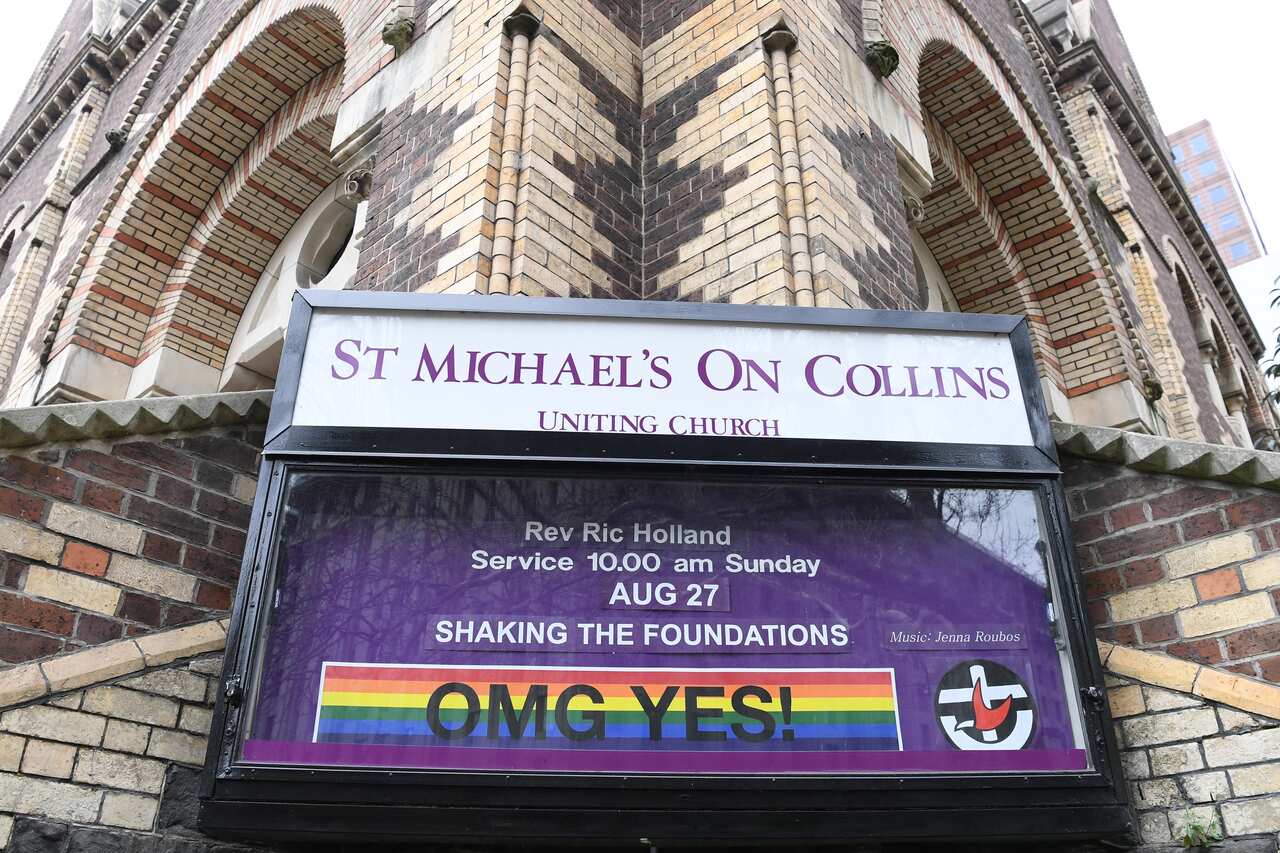 ST MICHAEL'S ON COLLINS
UNITING CHURCH
Rev Ric Holland
Service 10.00 am Sunday
AUG 27
SHAKING THE FOUNDATIONS
Music: Jenna Roubos
OMG YES!